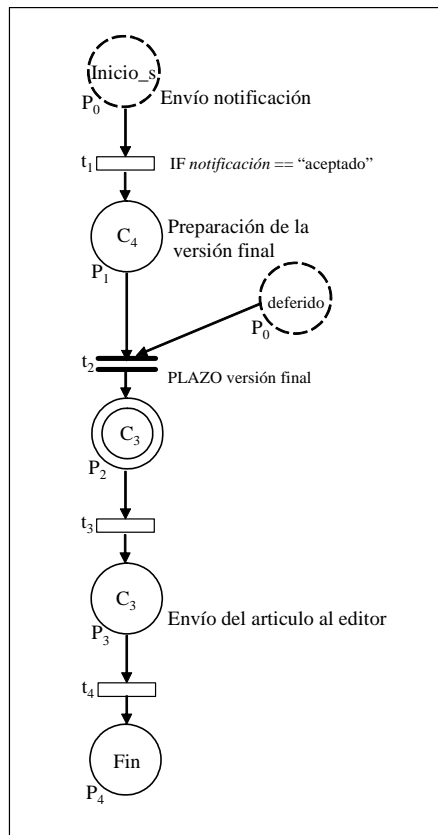 Inicio_s
P0
Envío notificación
t1
IF notificación == “aceptado”
C4
Preparación de la
versión final
P1
deferido
P0
t2
PLAZO versión final
C3
P2
t3
C3
P3
Envío del articulo al editor
t4
Fin
P4